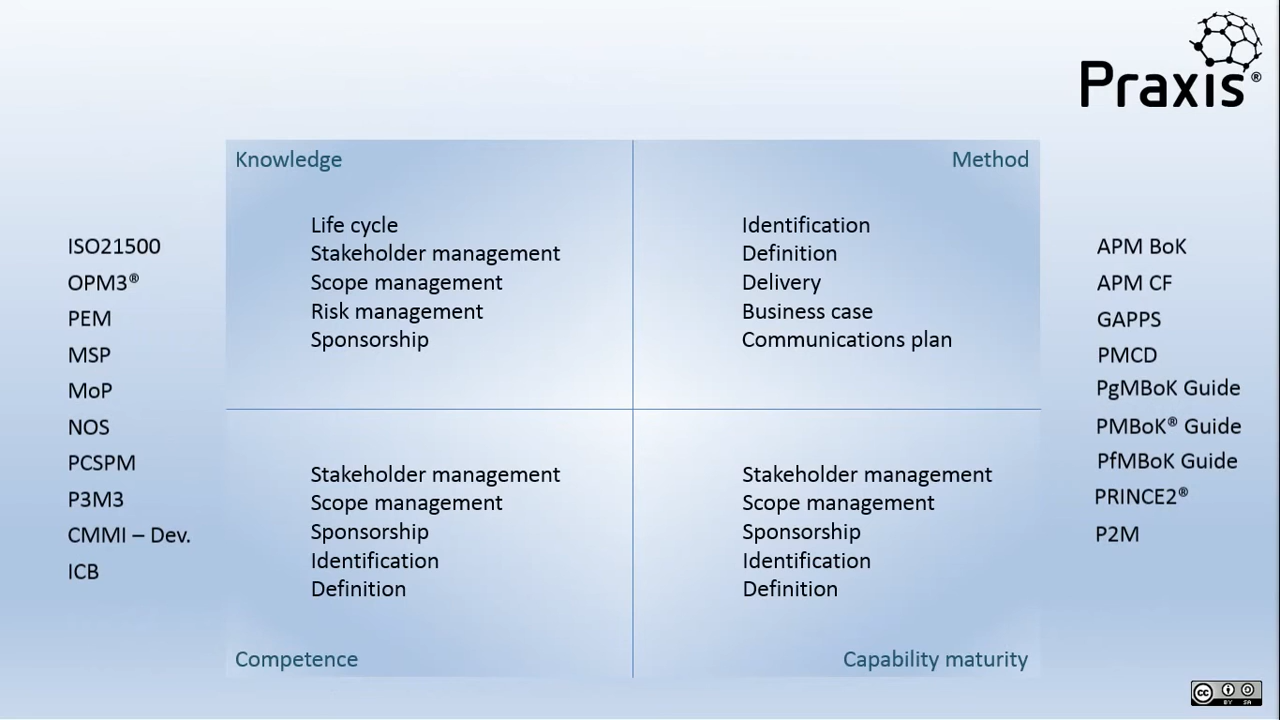 Praxis®
Knowledge
Method
Life cycle
Stakeholder management
Scope management
Risk management
Sponsorship
Identification
Definition
Delivery
Business case
Communications plan
ISO21500
OPM3®
PEM
MSP
MoP
NOS
PCSPM
P3M3
CMMI – Dev.
ICB
APM BoK
APM CF
GAPPS
PMCD
PgMBoK Guide
PMBoK® Guide
PfMBoK Guide
PRINCE2®
P2M
Stakeholder management
Scope management
Sponsorship
Identification
Definition
Stakeholder management
Scope management
Sponsorship
Identification
Definition
Competence
Capability maturity
cc
BY SA